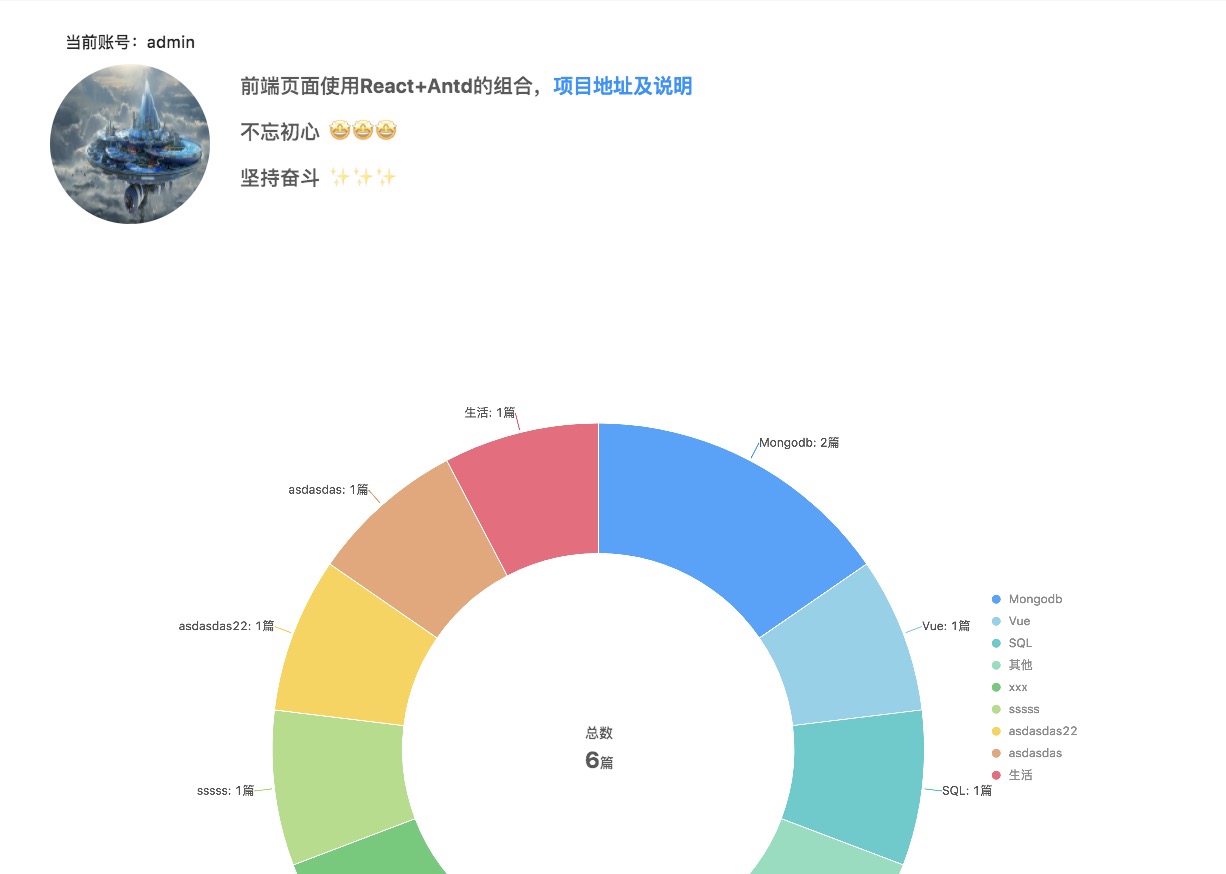 当前账号：admin
前端页面使用React+Antd的组合，项目地址及说明
不忘初心 🤩🤩🤩
坚持奋斗 ✨✨✨
生活: 1篇
Mongodb: 2篇
asdasdas: 1篇
asdasdas22: 1篇
Vue: 1篇
sssss: 1篇
SQL: 1篇
总数
6篇
Mongodb
Vue
SQL
其他
xxx
sssss
asdasdas22
asdasdas
生活